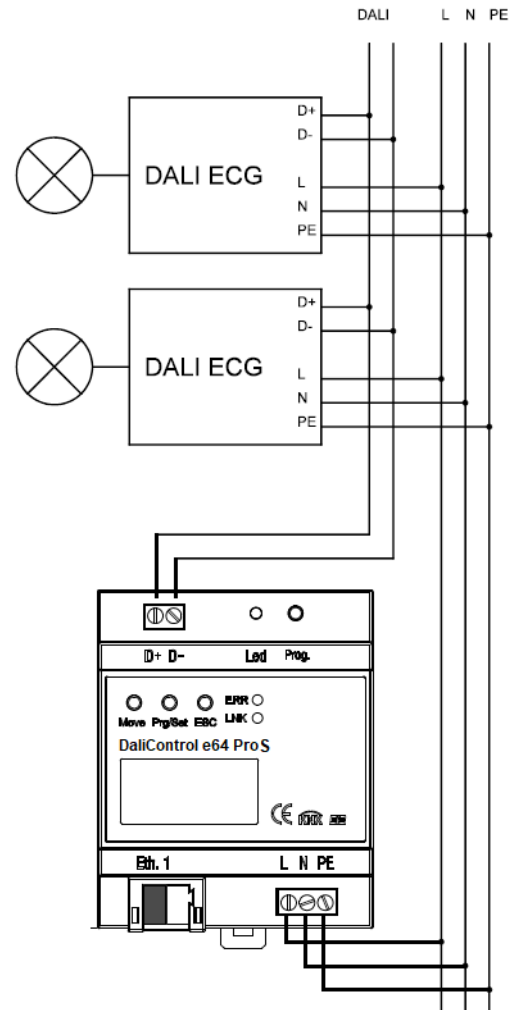 DALI L N PE
D+
D-
DALI ECG
L
N
PE
D+
D-
DALI ECG
L
N
PE
D+ D- Led Prog.
ERR
Move Prg/Set ESC LNK
DaliControl e64 Pro S
CE
Eth. 1 L N PE